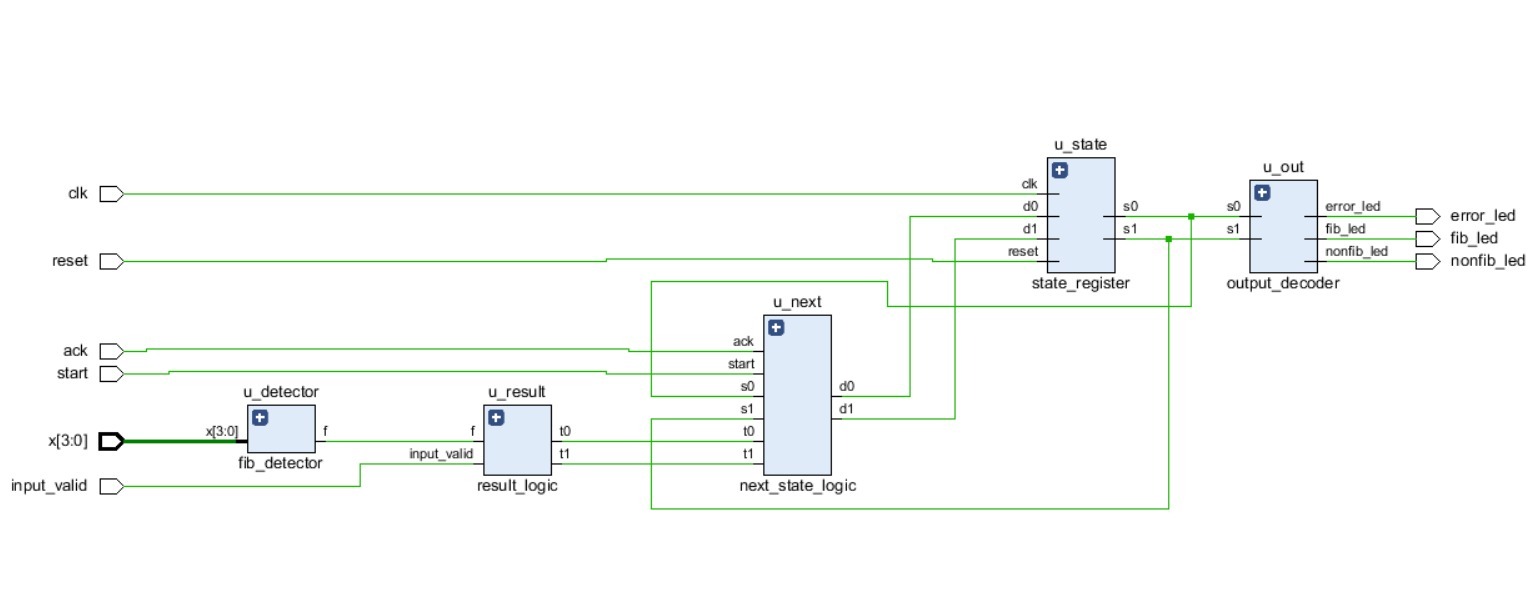 u_state
clk
clk
d0
s0
d1
s1
reset
reset
state_register
u_out
s0
s1
error_led
fib_led
nonfib_led
output_decoder
error_led
fib_led
nonfib_led
u_next
ack
ack
start
start
s0
d0
s1
d1
t0
t1
next_state_logic
u_detector
x[3:0]
x[3:0]
f
fib_detector
u_result
f
t0
input_valid
t1
result_logic
input_valid